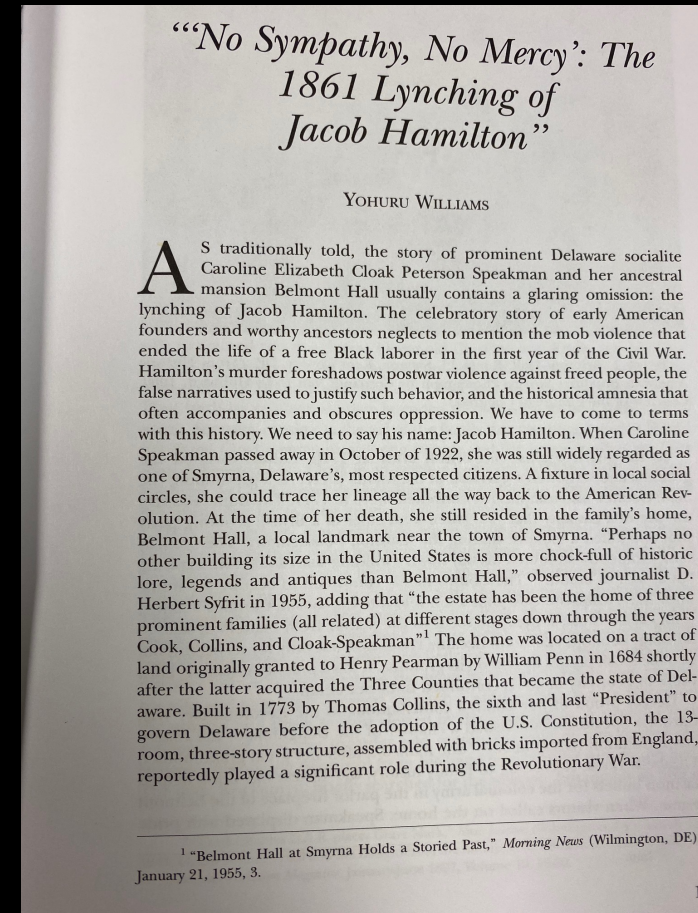 “‘No Sympathy, No Mercy’: The
1861 Lynching of
Jacob Hamilton”
YOHURU WILLIAMS
AS traditionally told, the story of prominent Delaware socialite
Caroline Elizabeth Cloak Peterson Speakman and her ancestral
mansion Belmont Hall usually contains a glaring omission: the
lynching of Jacob Hamilton. The celebratory story of early American
founders and worthy ancestors neglects to mention the mob violence that
ended the life of a free Black laborer in the first year of the Civil War.
Hamilton’s murder foreshadows postwar violence against freed people, the
false narratives used to justify such behavior, and the historical amnesia that
often accompanies and obscures oppression. We have to come to terms
with this history. We need to say his name: Jacob Hamilton. When Caroline
Speakman passed away in October of 1922, she was still widely regarded as
one of Smyrna, Delaware’s, most respected citizens. A fixture in local social
circles, she could trace her lineage all the way back to the American Rev-
olution. At the time of her death, she still resided in the family’s home,
Belmont Hall, a local landmark near the town of Smyrna. “Perhaps no
other building its size in the United States is more chock-full of historic
lore, legends and antiques than Belmont Hall,” observed journalist D.
Herbert Syfrit in 1955, adding that “the estate has been the home of three
prominent families (all related) at different stages down through the years
Cook, Collins, and Cloak-Speakman”1 The home was located on a tract of
land originally granted to Henry Pearman by William Penn in 1684 shortly
after the latter acquired the Three Counties that became the state of Del-
aware. Built in 1773 by Thomas Collins, the sixth and last “President” to
govern Delaware before the adoption of the U.S. Constitution, the 13-
room, three-story structure, assembled with bricks imported from England,
reportedly played a significant role during the Revolutionary War.
1 “Belmont Hall at Smyrna Holds a Storied Past,” Morning News (Wilmington, DE)
January 21, 1955, 3.